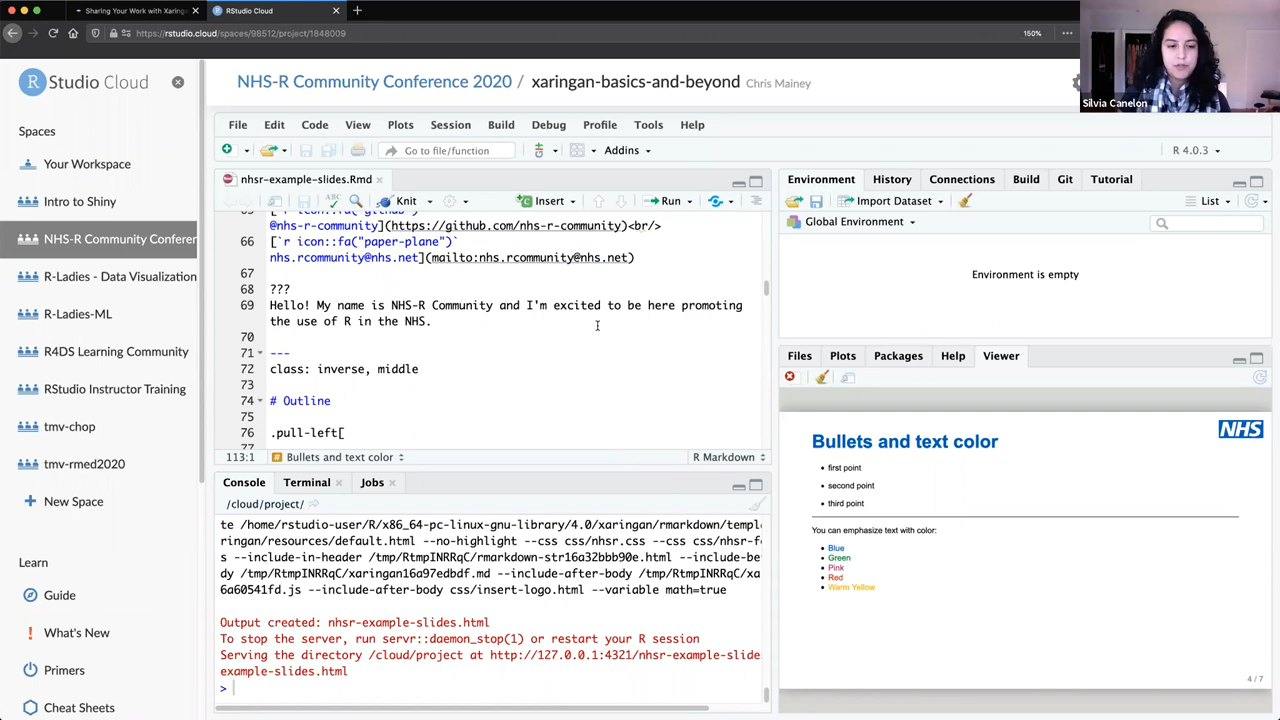 Sharing Your Work with Xaringa
RStudio Cloud
https://rstudio.cloud/spaces/98512/project/1848009
150%
Silvia Canelon
R Studio Cloud
Spaces
Your Workspace
Intro to Shiny
NHS-R Community Conferer
R-Ladies - Data Visualization
R-Ladies-ML
R4DS Learning Community
RStudio Instructor Training
tmv-chop
tmv-rmed2020
New Space
Learn
Guide
What's New
Primers
Cheat Sheets
NHS-R Community Conference 2020 / xaringan-basics-and-beyond Chris Mainey
File Edit Code View Plots Session Build Debug Profile Tools Help
Go to file/function Addins R 4.0.3
nhsr-example-slides.Rmd
ABC Knit Insert Run
65 [`r icon::fa("github")`
@nhs-r-community](https://github.com/nhs-r-community)<br/>
66 [`r icon::fa("paper-plane")`
nhs.rcommunity@nhs.net](mailto:nhs.rcommunity@nhs.net)
67
68 ???
69 Hello! My name is NHS-R Community and I'm excited to be here promoting
the use of R in the NHS.
70
71 ---
72 class: inverse, middle
73
74 # Outline
75
76 .pull-left[
77
113:1 # Bullets and text color R Markdown
Console Terminal Jobs
/cloud/project/
te /home/rstudio-user/R/x86_64-pc-linux-gnu-library/4.0/xaringan/rmarkdown/templ
ringan/resources/default.html --no-highlight --css css/nhsr.css --css css/nhsr-fo
s --include-in-header /tmp/RtmpINRRqC/rmarkdown-str16a32bbb90e.html --include-be
dy /tmp/RtmpINRRqC/xaringan16a97edbdf.md --include-after-body /tmp/RtmpINRRqC/xa
6a60541fd.js --include-after-body css/insert-logo.html --variable math=true
Output created: nhsr-example-slides.html
To stop the server, run servr::daemon_stop(1) or restart your R session
Serving the directory /cloud/project at http://127.0.0.1:4321/nhsr-example-slide
example-slides.html
>
Environment History Connections Build Git Tutorial
Import Dataset List
Global Environment
Environment is empty
Files Plots Packages Help Viewer
NHS
Bullets and text color
• first point
• second point
• third point
You can emphasize text with color:
• Blue
• Green
• Pink
• Red
• Warm Yellow
4 / 7